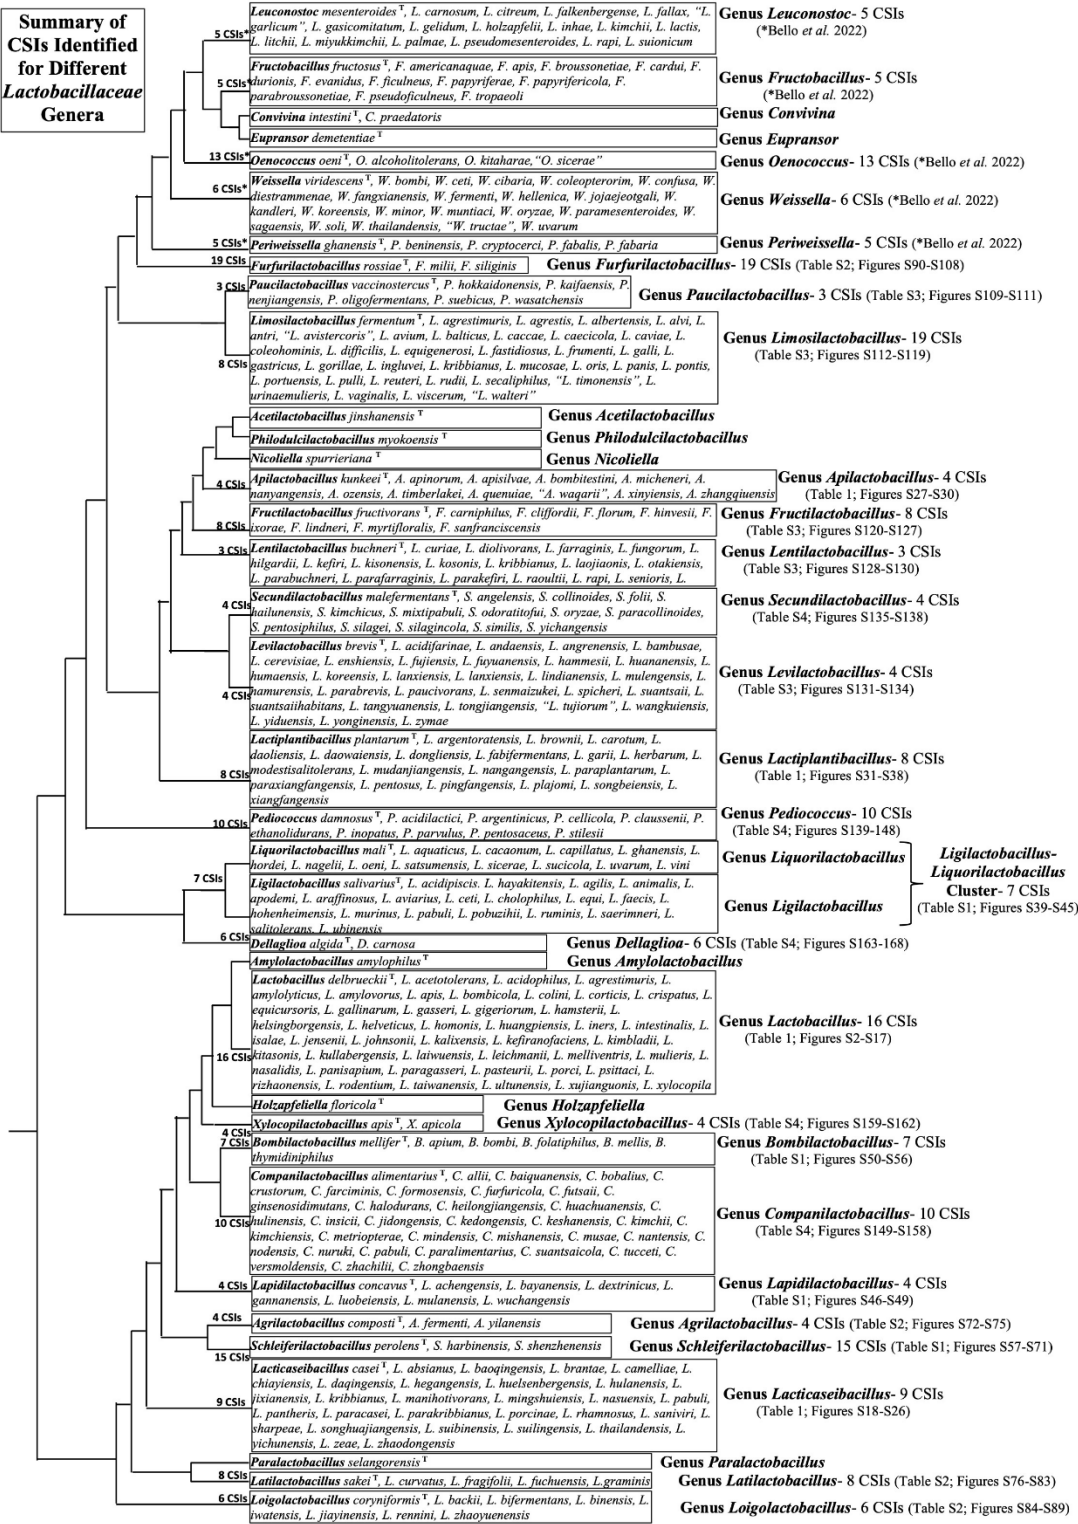 Summary of
CSIs Identified
for Different
Lactobacillaceae
Genera
5 CSIs*
Leuconostoc mesenteroides T, L. carnosum, L. citreum, L. falkenbergense, L. fallax, “L.
garlicum”, L. gasicomitatum, L. gelidum, L. holzapfelii, L. inhae, L. kimchii, L. lactis,
L. litchii, L. miyukkimchii, L. palmae, L. pseudomesenteroides, L. rapi, L. suionicum
Genus Leuconostoc- 5 CSIs
(*Bello et al. 2022)
5 CSIs*
Fructobacillus fructosus T, F. americanaquae, F. apis, F. broussonetiae, F. cardui, F.
durionis, F. evanidus, F. ficulneus, F. papyriferae, F. papyrifericola, F.
parabroussonetiae, F. pseudoficulneus, F. tropaeoli
Genus Fructobacillus- 5 CSIs
(*Bello et al. 2022)
Convivina intestini T, C. praedatoris
Genus Convivina
Eupransor demetentiae T
Genus Eupransor
13 CSIs*
Oenococcus oeni T, O. alcoholitolerans, O. kitaharae, “O. sicerae”
Genus Oenococcus- 13 CSIs (*Bello et al. 2022)
6 CSIs*
Weissella viridescens T, W. bombi, W. ceti, W. cibaria, W. coleopterorim, W. confusa, W.
diestrammenae, W. fangxianensis, W. fermenti, W. hellenica, W. jojaejeotgali, W.
kandleri, W. koreensis, W. minor, W. muntiaci, W. oryzae, W. paramesenteroides, W.
sagaensis, W. soli, W. thailandensis, “W. tructae”, W. uvarum
Genus Weissella- 6 CSIs (*Bello et al. 2022)
5 CSIs*
Periweissella ghanensis T, P. beninensis, P. cryptocerci, P. fabalis, P. fabaria
Genus Periweissella- 5 CSIs (*Bello et al. 2022)
19 CSIs
Furfurilactobacillus rossiae T, F. milii, F. siliginis
Genus Furfurilactobacillus- 19 CSIs (Table S2; Figures S90-S108)
3 CSIs
Paucilactobacillus vaccinostercus T, P. hokkaidonensis, P. kaifaensis, P.
nenjiangensis, P. oligofermentans, P. suebicus, P. wasatchensis
Genus Paucilactobacillus- 3 CSIs (Table S3; Figures S109-S111)
8 CSIs
Limosilactobacillus fermentum T, L. agrestimuris, L. agrestis, L. albertensis, L. alvi, L.
antri, “L. avistercoris”, L. avium, L. balticus, L. caccae, L. caecicola, L. caviae, L.
coleohominis, L. difficilis, L. equigenerosi, L. fastidiosus, L. frumenti, L. galli, L.
gastricus, L. gorillae, L. ingluvei, L. kribbianus, L. mucosae, L. oris, L. panis, L. pontis,
L. portuensis, L. pulli, L. reuteri, L. rudii, L. secaliphilus, “L. timonensis”, L.
urinaemulieris, L. vaginalis, L. viscerum, “L. walteri”
Genus Limosilactobacillus- 19 CSIs
(Table S3; Figures S112-S119)
Acetilactobacillus jinshanensis T
Genus Acetilactobacillus
Philodulcilactobacillus myokoensis T
Genus Philodulcilactobacillus
Nicoliella spurrieriana T
Genus Nicoliella
4 CSIs
Apilactobacillus kunkeei T, A. apinorum, A. apisilvae, A. bombitestini, A. micheneri, A.
nanyangensis, A. ozensis, A. timberlakei, A. quenuiae, “A. waqarii”, A. xinyiensis, A. zhangqiuensis
Genus Apilactobacillus- 4 CSIs
(Table 1; Figures S27-S30)
8 CSIs
Fructilactobacillus fructivorans T, F. carniphilus, F. cliffordii, F. florum, F. hinvesii, F.
ixorae, F. lindneri, F. myrtifloralis, F. sanfranciscensis
Genus Fructilactobacillus- 8 CSIs
(Table S3; Figures S120-S127)
3 CSIs
Lentilactobacillus buchneri T, L. curiae, L. diolivorans, L. farraginis, L. fungorum, L.
hilgardii, L. kefiri, L. kisonensis, L. kosonis, L. kribbianus, L. laojiaonis, L. otakiensis,
L. parabuchneri, L. parafarraginis, L. parakefiri, L. raoultii, L. rapi, L. senioris, L.
Genus Lentilactobacillus- 3 CSIs
(Table S3; Figures S128-S130)
4 CSIs
Secundilactobacillus malefermentans T, S. angelensis, S. collinoides, S. folii, S.
hailunensis, S. kimchicus, S. mixtipabuli, S. odoratitofui, S. oryzae, S. paracollinoides,
S. pentosiphilus, S. silagei, S. silagincola, S. similis, S. yichangensis
Genus Secundilactobacillus- 4 CSIs
(Table S4; Figures S135-S138)
4 CSIs
Levilactobacillus brevis T, L. acidifarinae, L. andaensis, L. angrenensis, L. bambusae,
L. cerevisiae, L. enshiensis, L. fujiensis, L. fuyuanensis, L. hammesii, L. huananensis, L.
humaensis, L. koreensis, L. lanxiensis, L. lanxiensis, L. lindianensis, L. mulengensis, L.
namurensis, L. parabrevis, L. paucivorans, L. senmaizukei, L. spicheri, L. suantsaii, L.
suantsaiihabitans, L. tangyuanensis, L. tongjiangensis, “L. tujiorum”, L. wangkuiensis,
L. yiduensis, L. yonginensis, L. zymae
Genus Levilactobacillus- 4 CSIs
(Table S3; Figures S131-S134)
8 CSIs
Lactiplantibacillus plantarum T, L. argentoratensis, L. brownii, L. carotum, L.
daoliensis, L. daowaiensis, L. dongliensis, L. fabifermentans, L. garii, L. herbarum, L.
modestisalitolerans, L. mudanjiangensis, L. nangangensis, L. paraplantarum, L.
paraxiangfangensis, L. pentosus, L. pingfangensis, L. plajomi, L. songbeiensis, L.
xiangfangensis
Genus Lactiplantibacillus- 8 CSIs
(Table 1; Figures S31-S38)
10 CSIs
Pediococcus damnosus T, P. acidilactici, P. argentinicus, P. cellicola, P. claussenii, P.
ethanolidurans, P. inopatus, P. parvulus, P. pentosaceus, P. stilesii
Genus Pediococcus- 10 CSIs
(Table S4; Figures S139-148)
7 CSIs
Liquorilactobacillus mali T, L. aquaticus, L. cacaonum, L. capillatus, L. ghanensis, L.
hordei, L. nagelii, L. oeni, L. satsumensis, L. sicerae, L. sucicola, L. uvarum, L. vini
Genus Liquorilactobacillus
Ligilactobacillus salivarius T, L. acidipiscis. L. hayakitensis, L. agilis, L. animalis, L.
apodemi, L. araffinosus, L. aviarius, L. ceti, L. cholophilus, L. equi, L. faecis, L.
hohenheimensis, L. murinus, L. pabuli, L. pobuzihii, L. ruminis, L. saerimneri, L.
salitolerans, L. ubinensis
Genus Ligilactobacillus
Ligilactobacillus-
Liquorilactobacillus
Cluster- 7 CSIs
(Table S1; Figures S39-S45)
6 CSIs
Dellaglioa algida T, D. carnosa
Genus Dellaglioa- 6 CSIs (Table S4; Figures S163-168)
Amylolactobacillus amylophilus T
Genus Amylolactobacillus
16 CSIs
Lactobacillus delbrueckii T, L. acetotolerans, L. acidophilus, L. agrestimuris, L.
amylolyticus, L. amylovorus, L. apis, L. bombicola, L. colini, L. corticis, L. crispatus, L.
equicursoris, L. gallinarum, L. gasseri, L. gigeriorum, L. hamsterii, L.
helsingborgensis, L. helveticus, L. homonis, L. huangpiensis, L. iners, L. intestinalis, L.
isalae, L. jensenii, L. johnsonii, L. kalixensis, L. kefiranofaciens, L. kimbladii, L.
kitasonis, L. kullabergensis, L. laiwuensis, L. leichmanii, L. melliventris, L. mulieris, L.
nasalidis, L. panisapium, L. paragasseri, L. pasteurii, L. porci, L. psittaci, L.
rizhaonensis, L. rodentium, L. taiwanensis, L. ultunensis, L. xujianguonis, L. xylocopila
Genus Lactobacillus- 16 CSIs
(Table 1; Figures S2-S17)
Holzapfeliella floricola T
Genus Holzapfeliella
4 CSIs
Xylocopilactobacillus apis T, X. apicola
Genus Xylocopilactobacillus- 4 CSIs (Table S4; Figures S159-S162)
7 CSIs
Bombilactobacillus mellifer T, B. apium, B. bombi, B. folatiphilus, B. mellis, B.
thymidiniphilus
Genus Bombilactobacillus- 7 CSIs
(Table S1; Figures S50-S56)
10 CSIs
Companilactobacillus alimentarius T, C. allii, C. baiquanensis, C. bobalius, C.
crustorum, C. farciminis, C. formosensis, C. furfuricola, C. futsaii, C.
ginsenosidimutans, C. halodurans, C. heilongjiangensis, C. huachuanensis, C.
hulinensis, C. insicii, C. jidongensis, C. kedongensis, C. keshanensis, C. kimchii, C.
kimchiensis, C. metriopterae, C. mindensis, C. mishanensis, C. musae, C. nantensis, C.
nodensis, C. nuruki, C. pabuli, C. paralimentarius, C. suantsaicola, C. tucceti, C.
versmoldensis, C. zhachilii, C. zhongbaensis
Genus Companilactobacillus- 10 CSIs
(Table S4; Figures S149-S158)
4 CSIs
Lapidilactobacillus concavus T, L. achengensis, L. bayanensis, L. dextrinicus, L.
gannanensis, L. luobeiensis, L. mulanensis, L. wuchangensis
Genus Lapidilactobacillus- 4 CSIs
(Table S1; Figures S46-S49)
4 CSIs
Agrilactobacillus composti T, A. fermenti, A. yilanensis
Genus Agrilactobacillus- 4 CSIs (Table S2; Figures S72-S75)
15 CSIs
Schleiferilactobacillus perolens T, S. harbinensis, S. shenzhenensis
Genus Schleiferilactobacillus- 15 CSIs (Table S1; Figures S57-S71)
9 CSIs
Lacticaseibacillus casei T, L. absianus, L. baoqingensis, L. brantae, L. camelliae, L.
chiayiensis, L. daqingensis, L. hegangensis, L. huelsenbergensis, L. hulanensis, L.
jixianensis, L. kribbianus, L. manihotivorans, L. mingshuiensis, L. nasuensis, L. pabuli,
L. pantheris, L. paracasei, L. parakribbianus, L. porcinae, L. rhamnosus, L. saniviri, L.
sharpeae, L. songhuajiangensis, L. suibinensis, L. suilingensis, L. thailandensis, L.
yichunensis, L. zeae, L. zhaodongensis
Genus Lacticaseibacillus- 9 CSIs
(Table 1; Figures S18-S26)
Paralactobacillus selangorensis T
Genus Paralactobacillus
8 CSIs
Latilactobacillus sakei T, L. curvatus, L. fragifolii, L. fuchuensis, L.graminis
Genus Latilactobacillus- 8 CSIs (Table S2; Figures S76-S83)
6 CSIs
Loigolactobacillus coryniformis T, L. backii, L. bifermentans, L. binensis, L.
iwatensis, L. jiayinensis, L. rennini, L. zhaoyuenensis
Genus Loigolactobacillus- 6 CSIs (Table S2; Figures S84-S89)